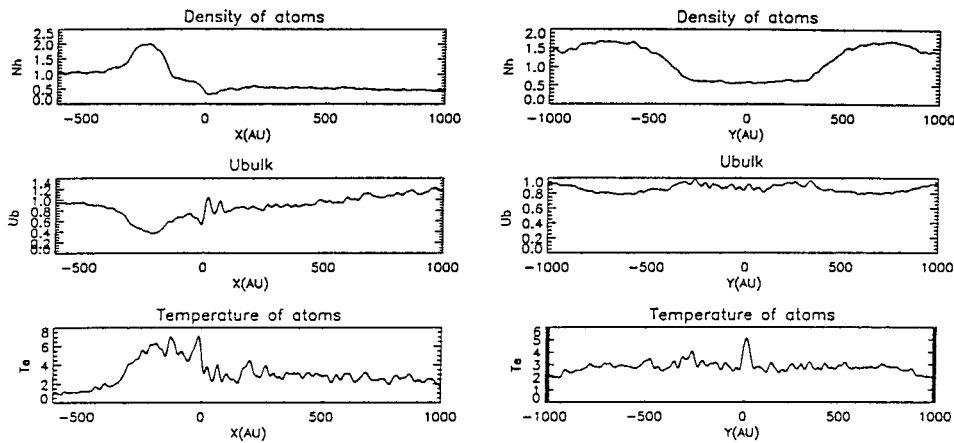 Density of atoms
2.5
2.0
1.5
1.0
0.5
0.0
Nh
-500 0 500 1000
X(AU)
Density of atoms
2.0
1.5
1.0
0.5
0.0
Nh
-1000 -500 0 500 1000
Y(AU)
Ubulk
1.4
1.2
1.0
0.8
0.6
0.4
0.2
0.0
Ub
-500 0 500 1000
X(AU)
Ubulk
1.0
0.8
0.6
0.4
0.2
0.0
Ub
-1000 -500 0 500 1000
Y(AU)
Temperature of atoms
8
6
4
2
0
Ta
-500 0 500 1000
X(AU)
Temperature of atoms
6
5
4
3
2
1
0
Ta
-1000 -500 0 500 1000
Y(AU)